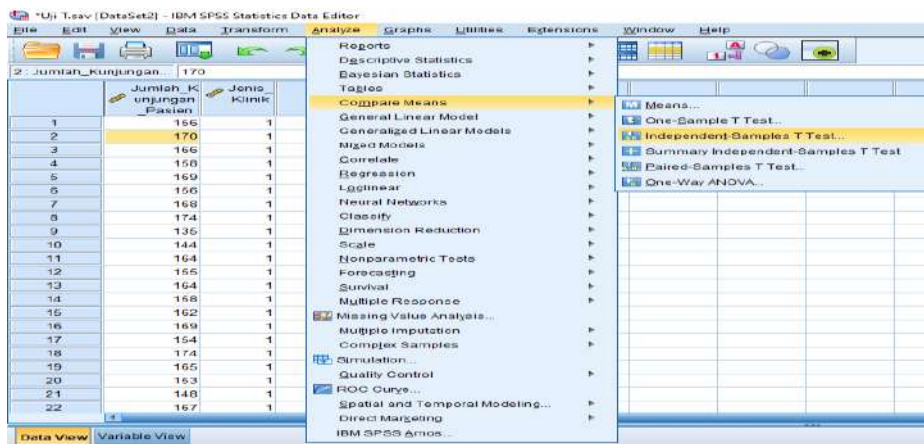 *Uji T.sav [DataSet2] - IBM SPSS Statistics Data Editor
File Edit View Data Transform Analyze Graphs Utilities Extensions Window Help
2 : Jumlah_Kunjungan... 170
Jumlah_Kunjungan_Pasien Jenis_Klinik
1 156 1
2 170 1
3 166 1
4 158 1
5 169 1
6 156 1
7 168 1
8 174 1
9 135 1
10 144 1
11 164 1
12 155 1
13 164 1
14 158 1
15 162 1
16 169 1
17 154 1
18 174 1
19 165 1
20 153 1
21 148 1
22 167 1
Reports
Descriptive Statistics
Bayesian Statistics
Tables
Compare Means
General Linear Model
Generalized Linear Models
Mixed Models
Correlate
Regression
Loglinear
Neural Networks
Classify
Dimension Reduction
Scale
Nonparametric Tests
Forecasting
Survival
Multiple Response
Missing Value Analysis...
Multiple Imputation
Complex Samples
Simulation...
Quality Control
ROC Curve...
Spatial and Temporal Modeling...
Direct Marketing
IBM SPSS Amos...
Means...
One-Sample T Test...
Independent-Samples T Test...
Summary Independent-Samples T Test
Paired-Samples T Test...
One-Way ANOVA...
Data View Variable View